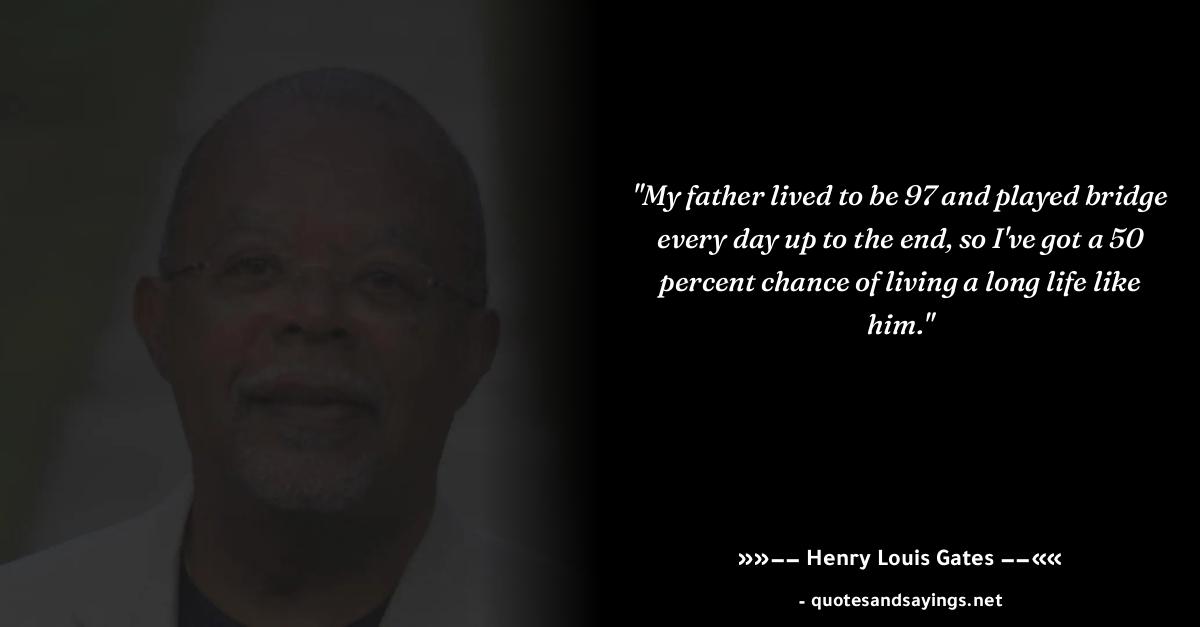 "My father lived to be 97 and played bridge
every day up to the end, so I've got a 50
percent chance of living a long life like
him."
»»–– Henry Louis Gates ––««
- quotesandsayings.net